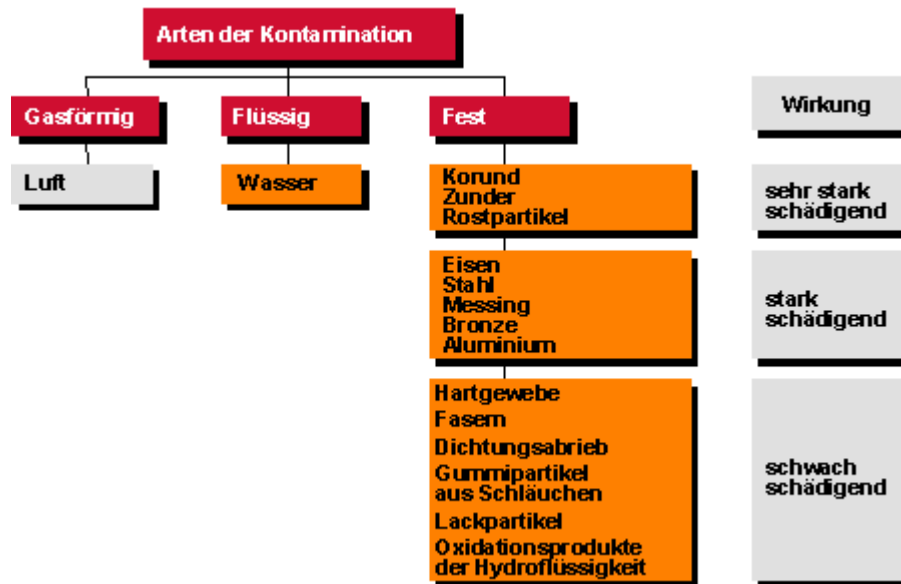 Arten der Kontamination
Gasförmig
Flüssig
Fest
Wirkung
Luft
Wasser
Korund
Zunder
Rostpartikel
sehr stark
schädigend
Eisen
Stahl
Messing
Bronze
Aluminium
stark
schädigend
Hartgewebe
Fasern
Dichtungsabrieb
Gummipartikel
aus Schläuchen
Lackpartikel
Oxidationsprodukte
der Hydroflüssigkeit
schwach
schädigend